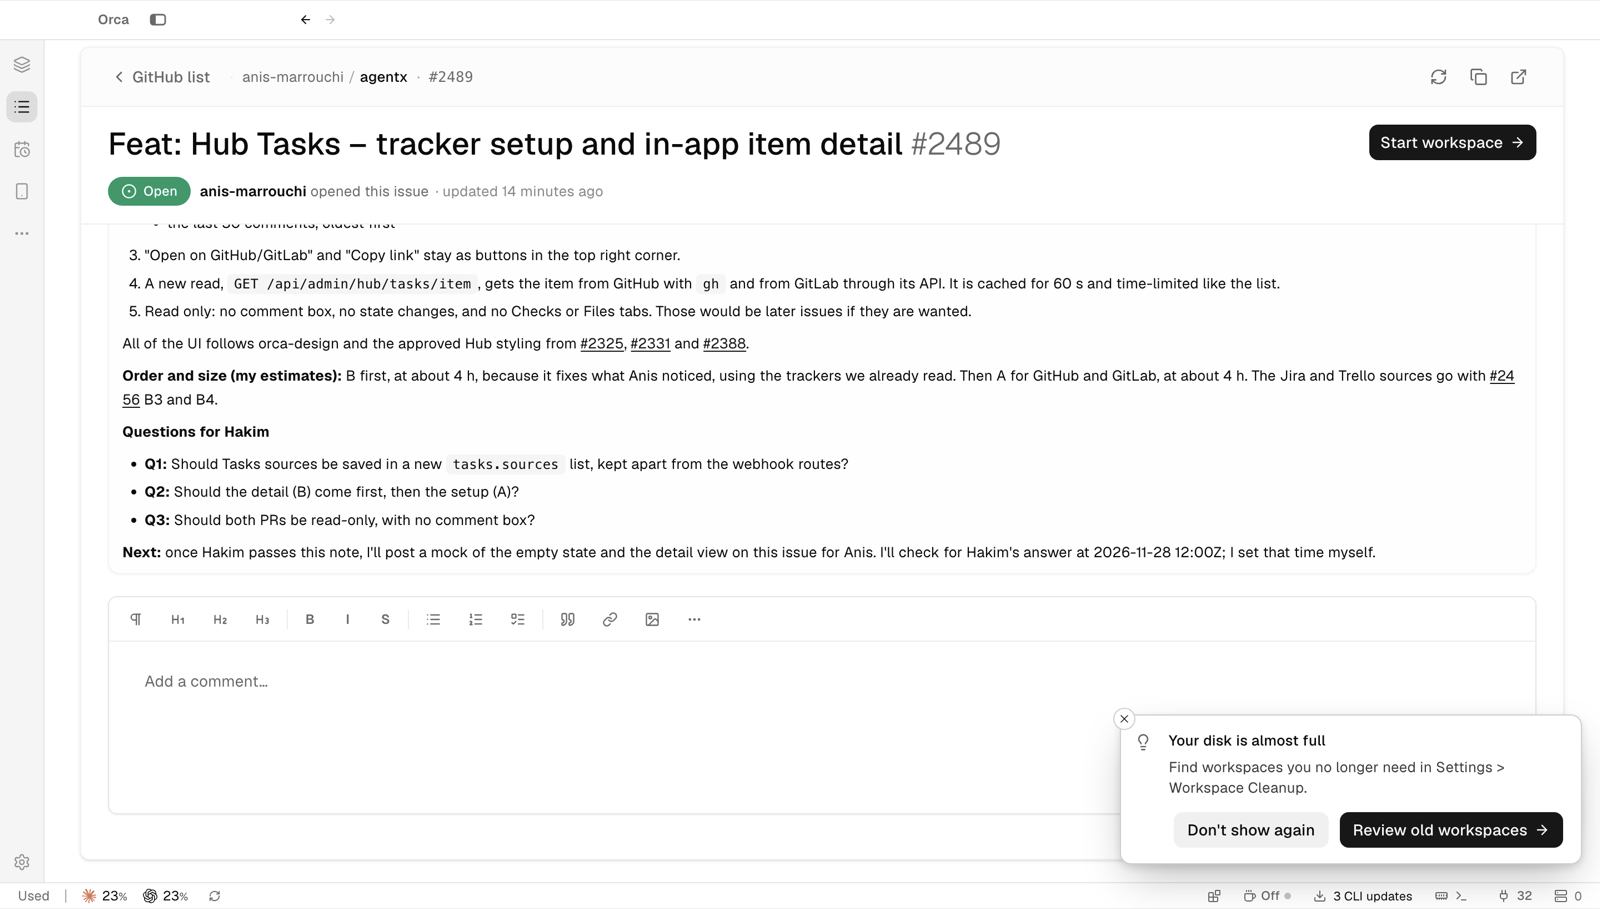 Orca
GitHub list · anis-marrouchi / agentx · #2489
Feat: Hub Tasks – tracker setup and in-app item detail #2489
Start workspace →
Open anis-marrouchi opened this issue · updated 14 minutes ago
• the last 30 comments, oldest first
3. "Open on GitHub/GitLab" and "Copy link" stay as buttons in the top right corner.
4. A new read, GET /api/admin/hub/tasks/item , gets the item from GitHub with gh and from GitLab through its API. It is cached for 60 s and time-limited like the list.
5. Read only: no comment box, no state changes, and no Checks or Files tabs. Those would be later issues if they are wanted.
All of the UI follows orca-design and the approved Hub styling from #2325, #2331 and #2388.
Order and size (my estimates): B first, at about 4 h, because it fixes what Anis noticed, using the trackers we already read. Then A for GitHub and GitLab, at about 4 h. The Jira and Trello sources go with #24
56 B3 and B4.
Questions for Hakim
• Q1: Should Tasks sources be saved in a new tasks.sources list, kept apart from the webhook routes?
• Q2: Should the detail (B) come first, then the setup (A)?
• Q3: Should both PRs be read-only, with no comment box?
Next: once Hakim passes this note, I'll post a mock of the empty state and the detail view on this issue for Anis. I'll check for Hakim's answer at 2026-11-28 12:00Z; I set that time myself.
H1 H2 H3 B I S
Add a comment…
Your disk is almost full
Find workspaces you no longer need in Settings >
Workspace Cleanup.
Don't show again
Review old workspaces →
Used 23% 23% Off 3 CLI updates 32 0